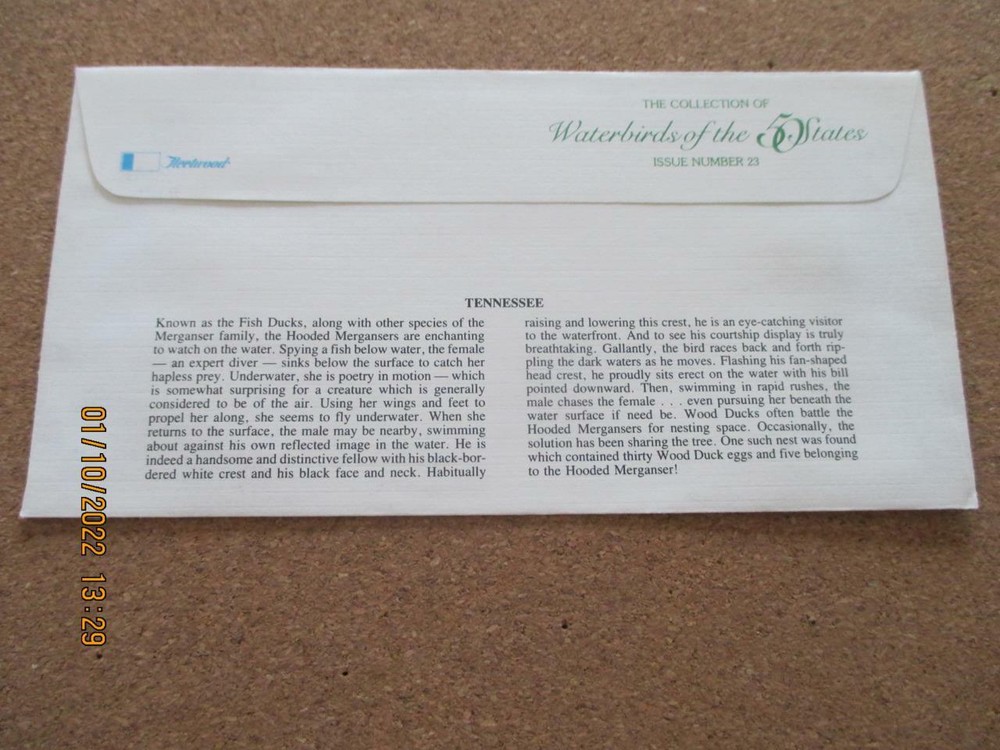 THE COLLECTION OF
Waterbirds of the 50 States
ISSUE NUMBER 23
Fleetwood
TENNESSEE
Known as the Fish Ducks, along with other species of the
Merganser family, the Hooded Mergansers are enchanting
to watch on the water. Spying a fish below water, the female
— an expert diver — sinks below the surface to catch her
hapless prey. Underwater, she is poetry in motion — which
is somewhat surprising for a creature which is generally
considered to be of the air. Using her wings and feet to
propel her along, she seems to fly underwater. When she
returns to the surface, the male may be nearby, swimming
about against his own reflected image in the water. He is
indeed a handsome and distinctive fellow with his black-bor-
dered white crest and his black face and neck. Habitually
raising and lowering this crest, he is an eye-catching visitor
to the waterfront. And to see his courtship display is truly
breathtaking. Gallantly, the bird races back and forth rip-
pling the dark waters as he moves. Flashing his fan-shaped
head crest, he proudly sits erect on the water with his bill
pointed downward. Then, swimming in rapid rushes, the
male chases the female . . . even pursuing her beneath the
water surface if need be. Wood Ducks often battle the
Hooded Mergansers for nesting space. Occasionally, the
solution has been sharing the tree. One such nest was found
which contained thirty Wood Duck eggs and five belonging
to the Hooded Merganser!
01/10/2022 13:29